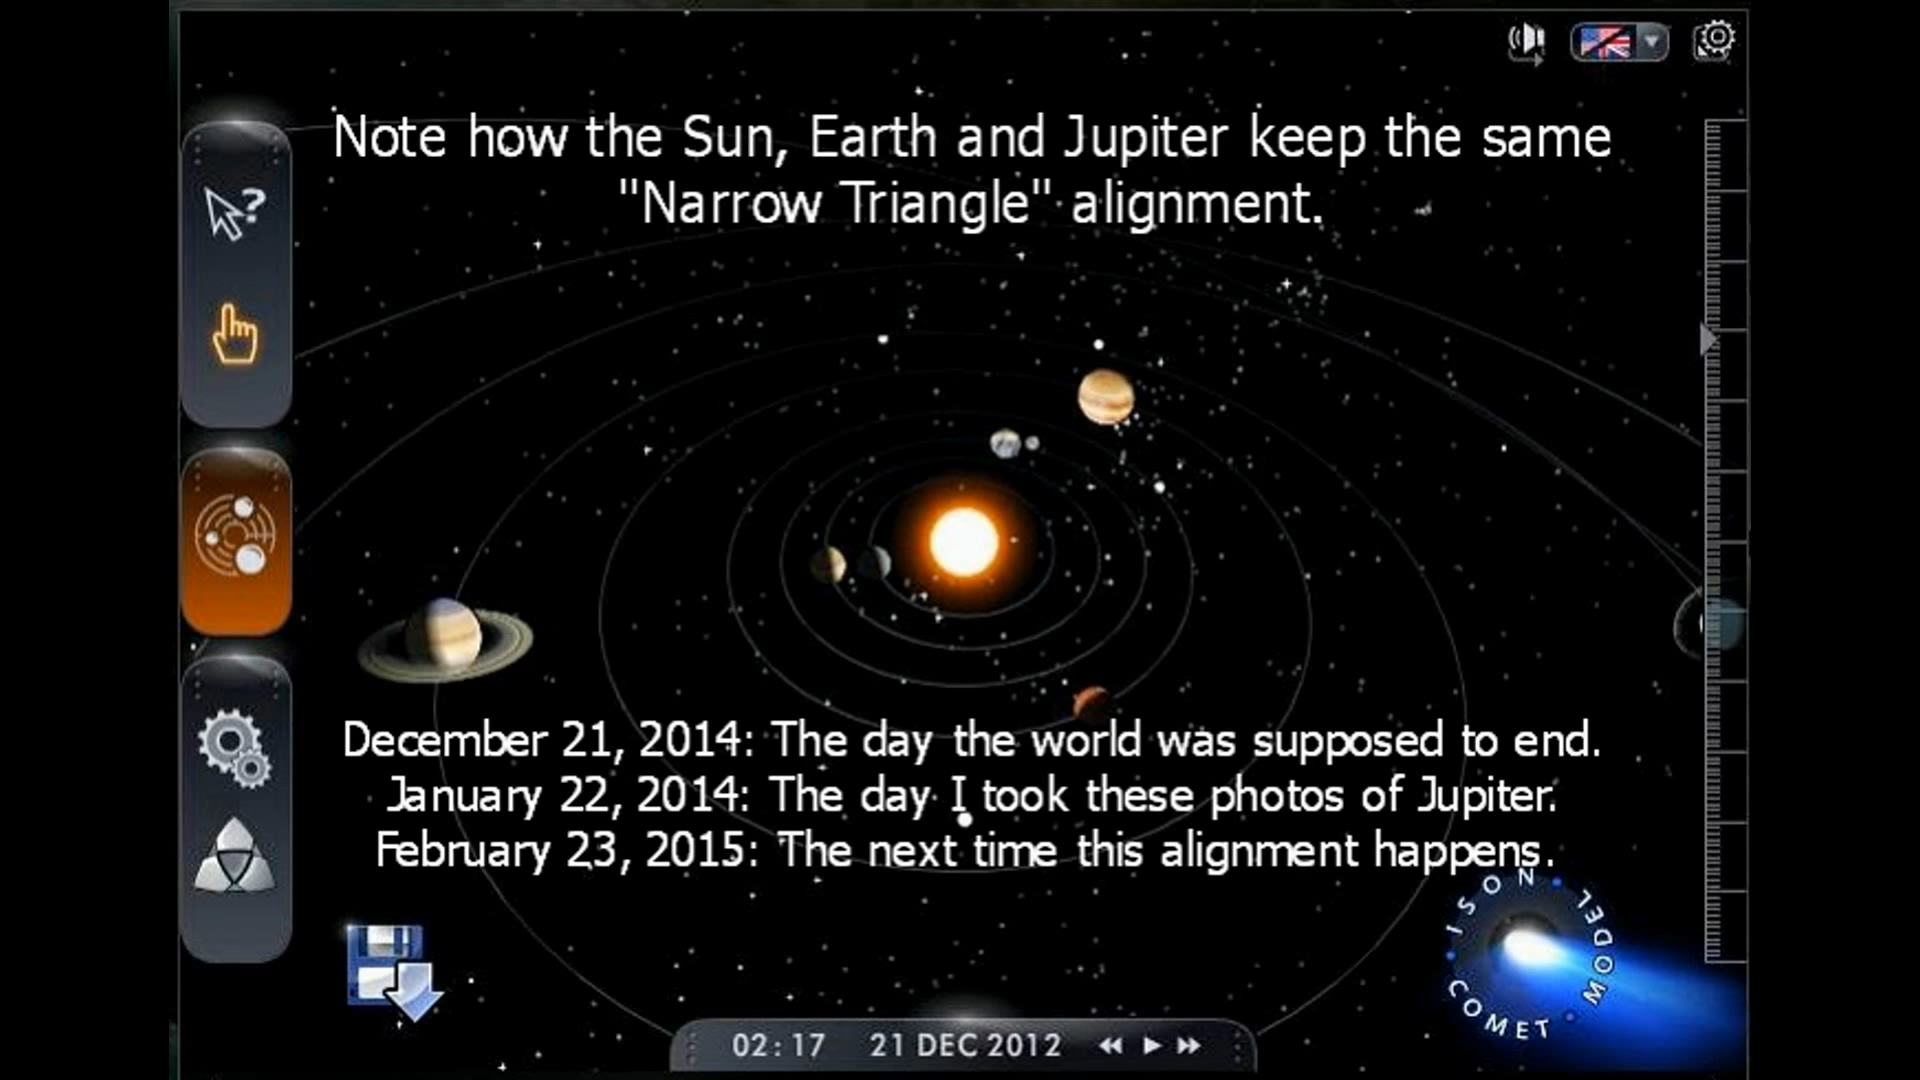 Note how the Sun, Earth and Jupiter keep the same
"Narrow Triangle" alignment.
December 21, 2014: The day the world was supposed to end.
January 22, 2014: The day I took these photos of Jupiter.
February 23, 2015: The next time this alignment happens.
COMET ISON MODEL
02:17 21 DEC 2012